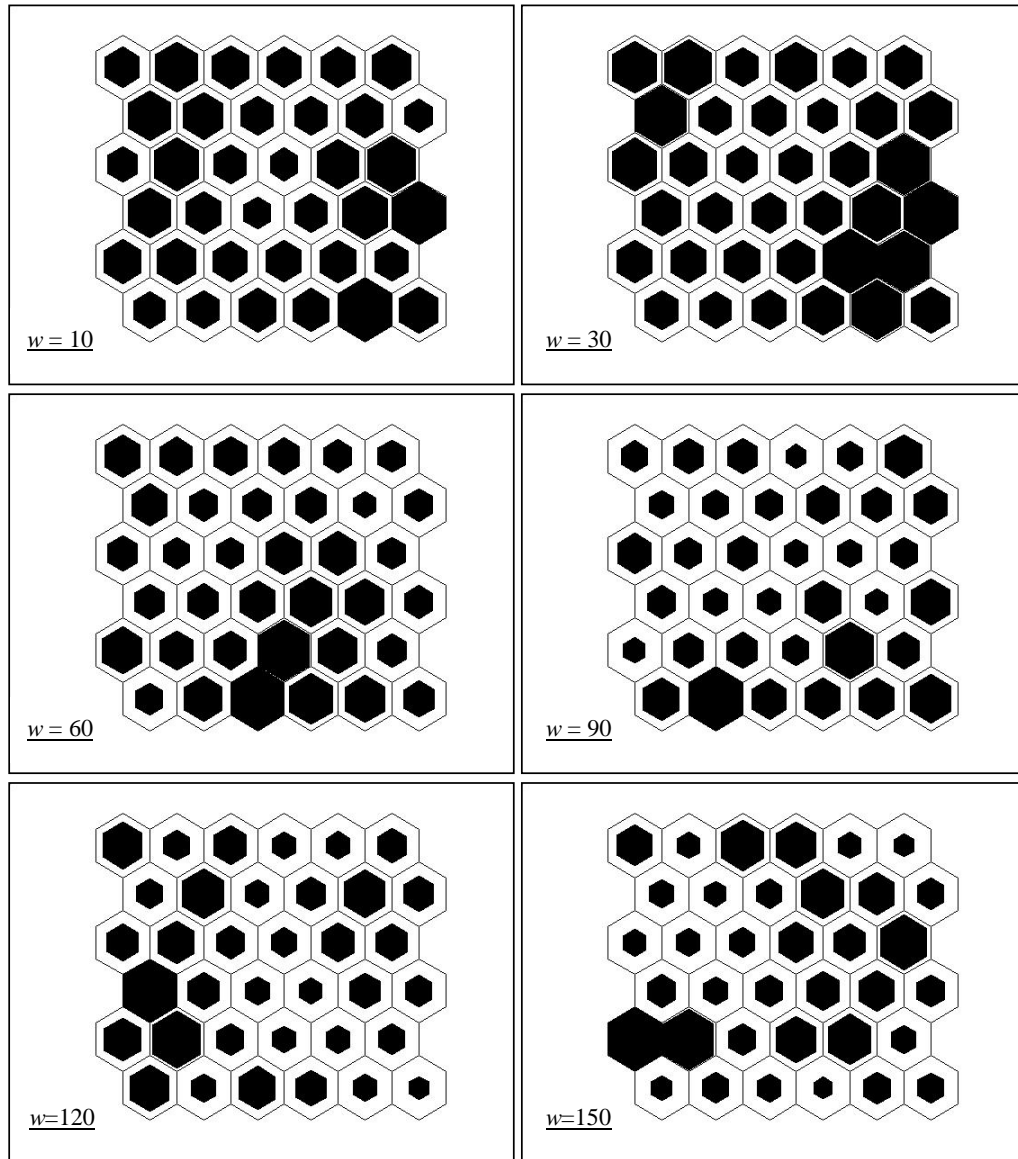 w = 10
w = 30
w = 60
w = 90
w=120
w=150